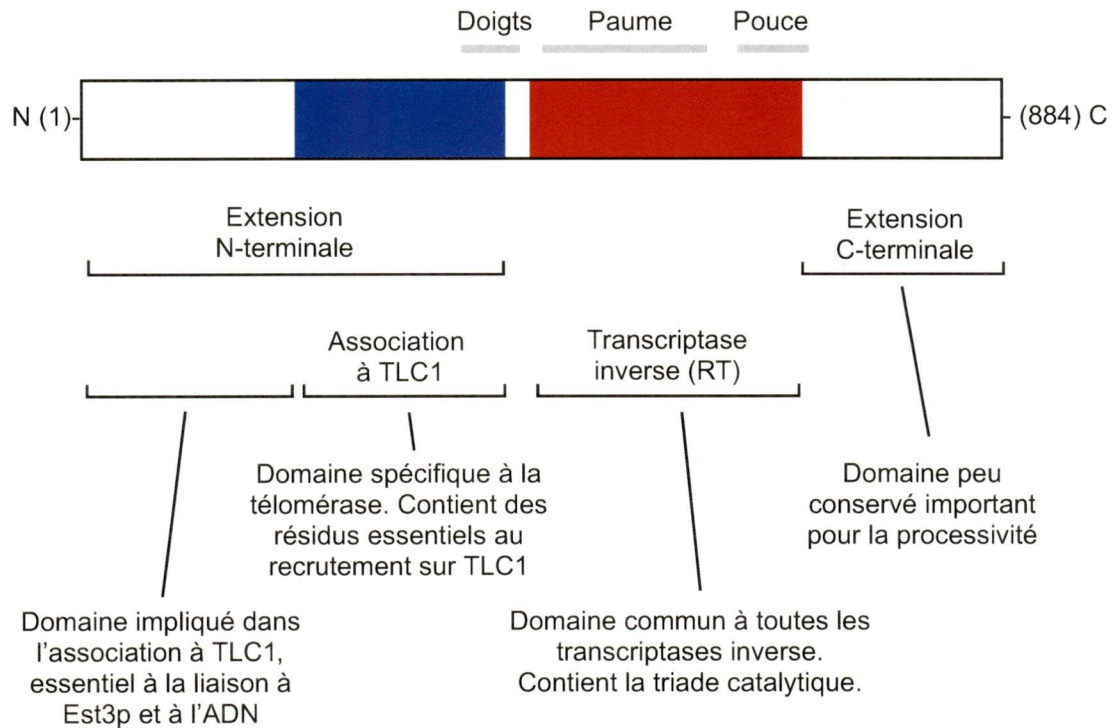 Doigts Paume Pouce
N (1)
(884) C
Extension
N-terminale
Extension
C-terminale
Association
à TLC1
Transcriptase
inverse (RT)
Domaine spécifique à la
télomérase. Contient des
résidus essentiels au
recrutement sur TLC1
Domaine peu
conservé important
pour la processivité
Domaine impliqué dans
l'association à TLC1,
essentiel à la liaison à
Est3p et à l'ADN
Domaine commun à toutes les
transcriptases inverse.
Contient la triade catalytique.